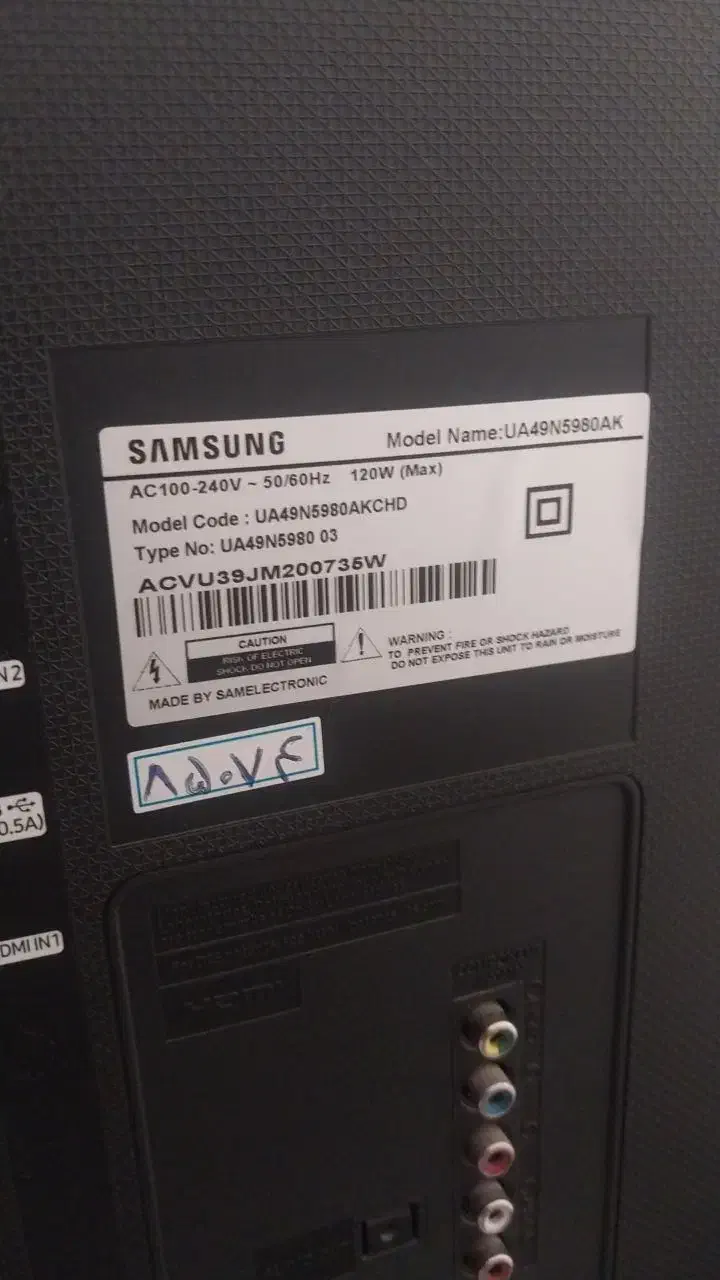 SAMSUNG Model Name:UA49N5980AK
AC100-240V ~ 50/60Hz 120W (Max)
Model Code : UA49N5980AKCHD
Type No: UA49N5980 03
ACVU39JM200735W
CAUTION
RISK OF ELECTRIC
SHOCK DO NOT OPEN
WARNING :
TO PREVENT FIRE OR SHOCK HAZARD
DO NOT EXPOSE THIS UNIT TO RAIN OR MOISTURE
MADE BY SAMELECTRONIC
N2
۸۵۰۷۴
0.5A)
DMI IN1
HDMI